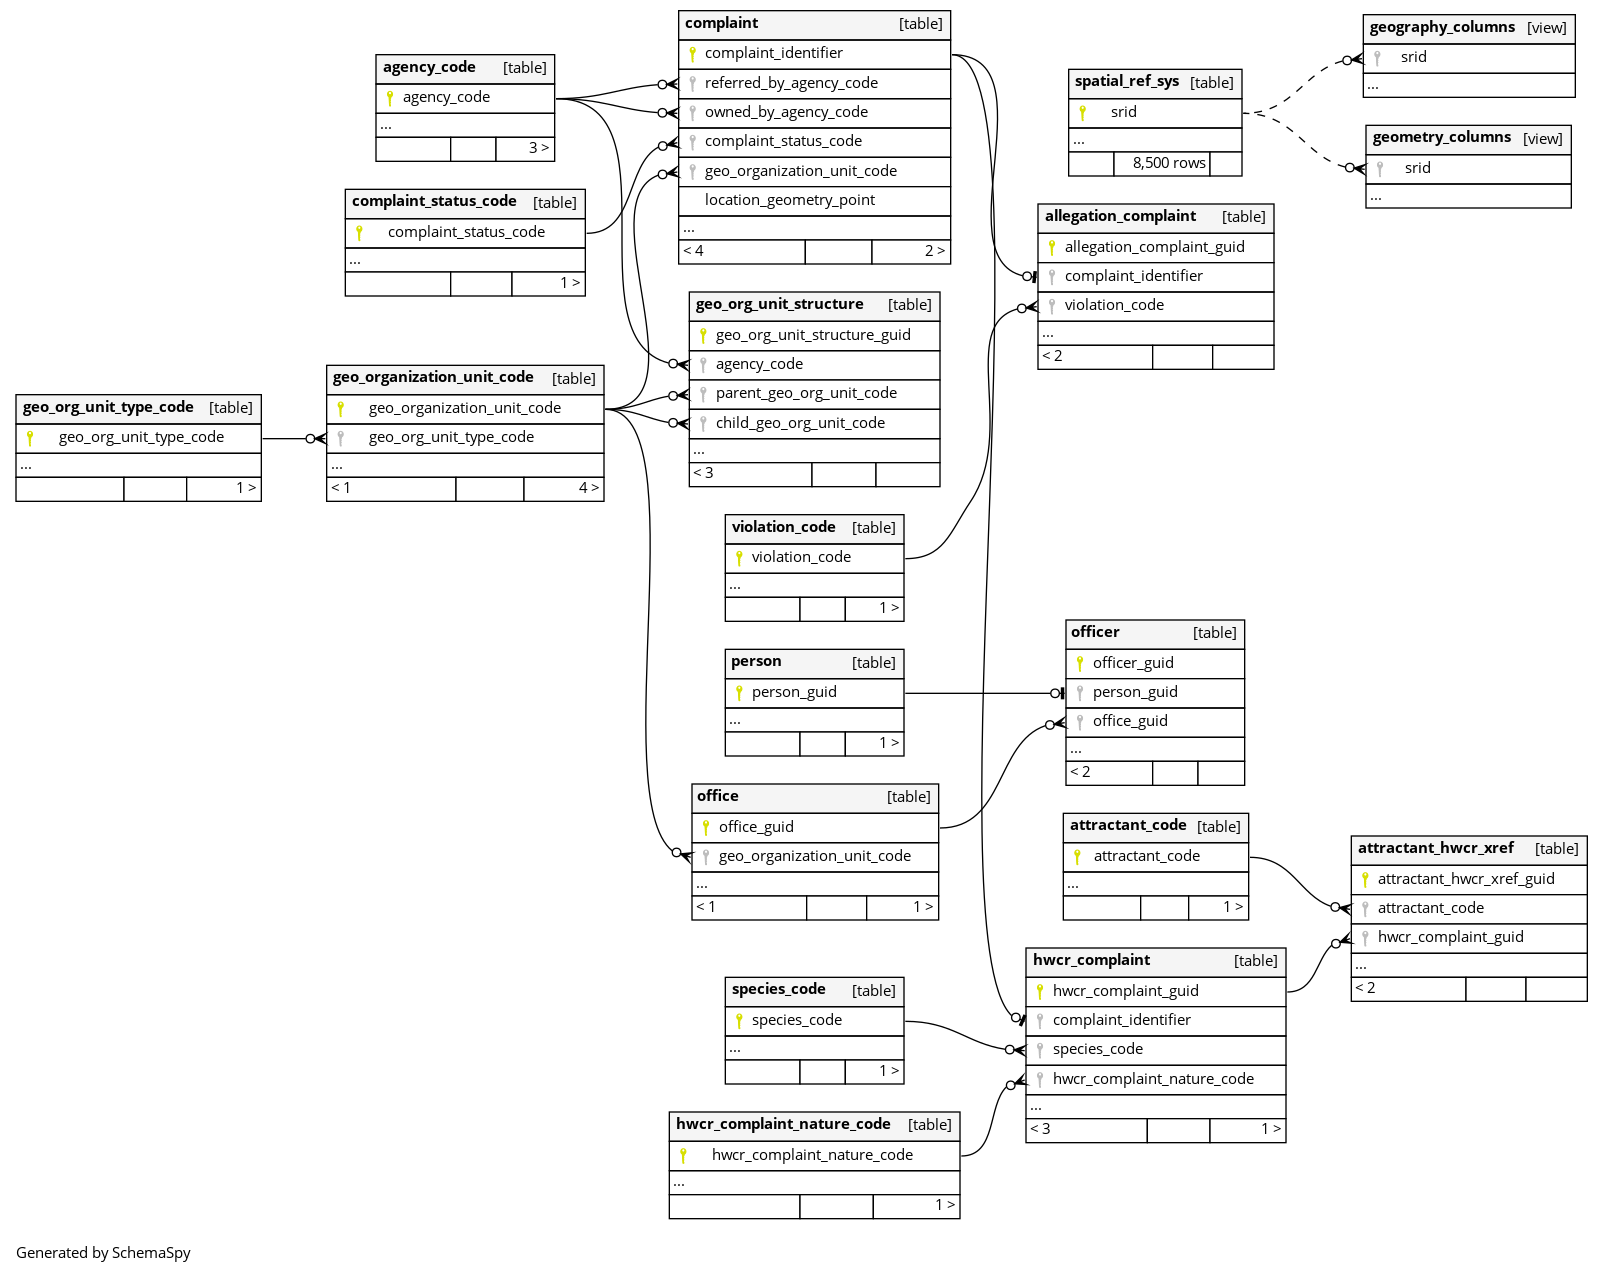 complaint [table]
complaint_identifier
referred_by_agency_code
owned_by_agency_code
complaint_status_code
geo_organization_unit_code
location_geometry_point
...
< 4 2 >
geography_columns [view]
srid
...
agency_code [table]
agency_code
...
3 >
spatial_ref_sys [table]
srid
...
8,500 rows
geometry_columns [view]
srid
...
complaint_status_code [table]
complaint_status_code
...
1 >
allegation_complaint [table]
allegation_complaint_guid
complaint_identifier
violation_code
...
< 2
geo_org_unit_structure [table]
geo_org_unit_structure_guid
agency_code
parent_geo_org_unit_code
child_geo_org_unit_code
...
< 3
geo_organization_unit_code [table]
geo_organization_unit_code
geo_org_unit_type_code
...
< 1 4 >
geo_org_unit_type_code [table]
geo_org_unit_type_code
...
1 >
violation_code [table]
violation_code
...
1 >
officer [table]
officer_guid
person_guid
office_guid
...
< 2
person [table]
person_guid
...
1 >
office [table]
office_guid
geo_organization_unit_code
...
< 1 1 >
attractant_code [table]
attractant_code
...
1 >
attractant_hwcr_xref [table]
attractant_hwcr_xref_guid
attractant_code
hwcr_complaint_guid
...
< 2
hwcr_complaint [table]
hwcr_complaint_guid
complaint_identifier
species_code
hwcr_complaint_nature_code
...
< 3 1 >
species_code [table]
species_code
...
1 >
hwcr_complaint_nature_code [table]
hwcr_complaint_nature_code
...
1 >
Generated by SchemaSpy